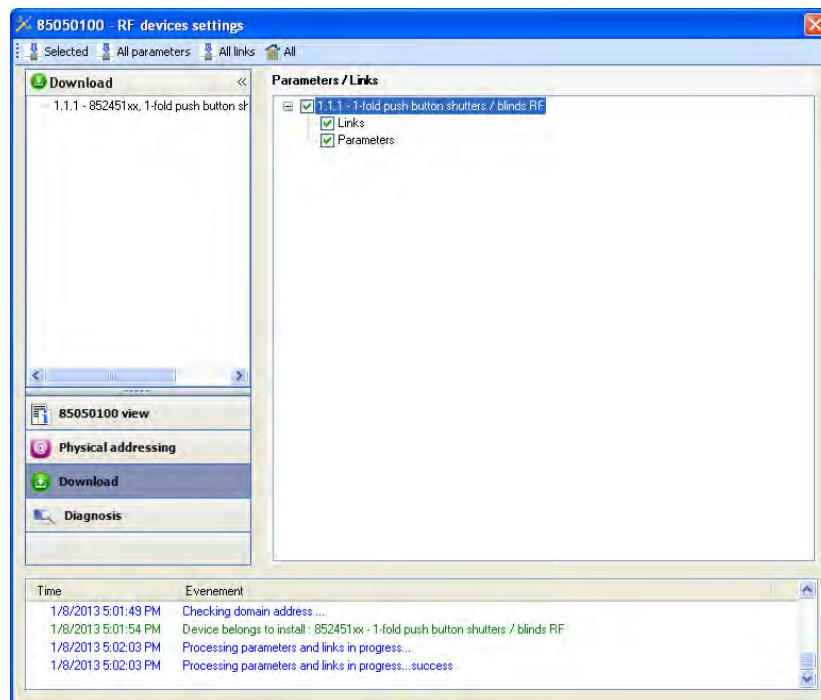 85050100 - RF devices settings
Selected All parameters All links All
Download
1.1.1 - 852451xx, 1-fold push button sh
85050100 view
Physical addressing
Download
Diagnosis
Parameters / Links
1.1.1 - 1-fold push button shutters / blinds RF
Links
Parameters
Time Evenement
1/8/2013 5:01:49 PM Checking domain address ...
1/8/2013 5:01:54 PM Device belongs to install : 852451xx - 1-fold push button shutters / blinds RF
1/8/2013 5:02:03 PM Processing parameters and links in progress...
1/8/2013 5:02:03 PM Processing parameters and links in progress...success